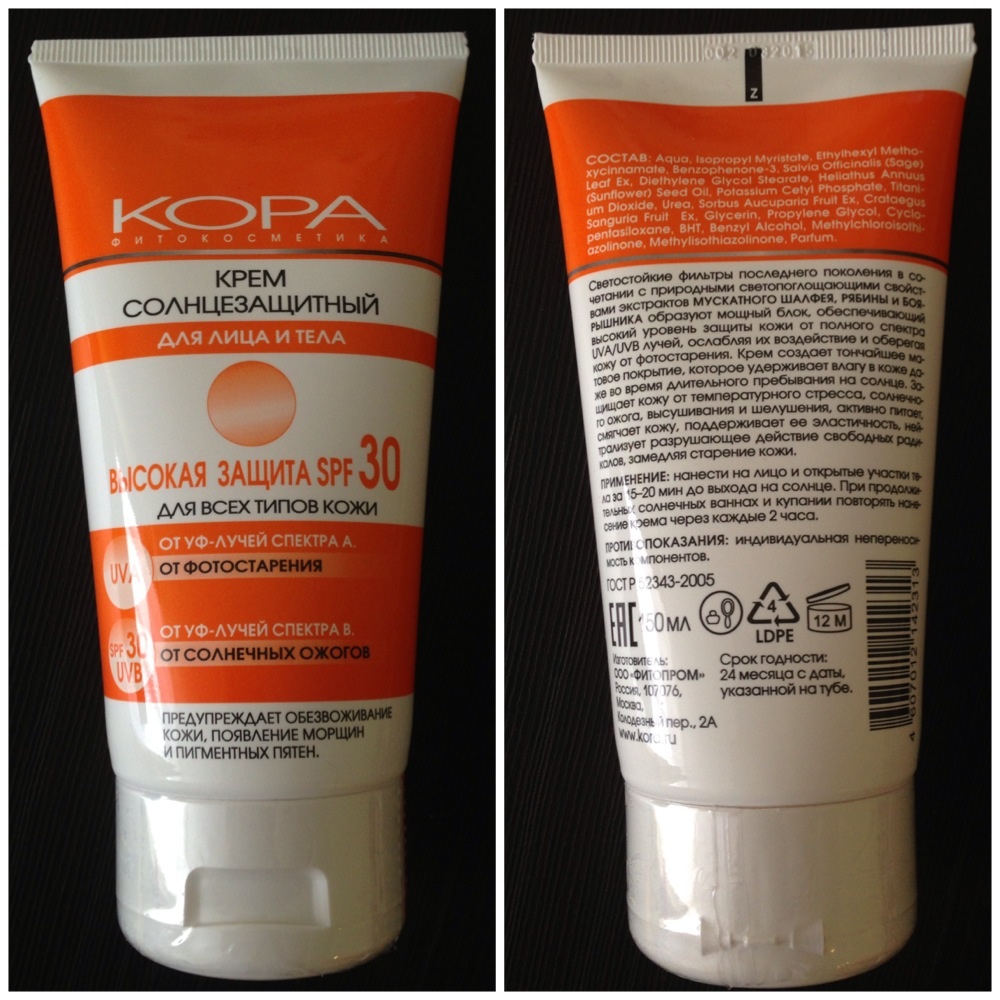 КОРА
ФИТОКОСМЕТИКА
КРЕМ
СОЛНЦЕЗАЩИТНЫЙ
ДЛЯ ЛИЦА И ТЕЛА
ВЫСОКАЯ ЗАЩИТА SPF 30
ДЛЯ ВСЕХ ТИПОВ КОЖИ
ОТ УФ-ЛУЧЕЙ СПЕКТРА А.
UVA
ОТ ФОТОСТАРЕНИЯ
ОТ УФ-ЛУЧЕЙ СПЕКТРА В.
SPF 30
UVB
ОТ СОЛНЕЧНЫХ ОЖОГОВ
ПРЕДУПРЕЖДАЕТ ОБЕЗВОЖИВАНИЕ
КОЖИ, ПОЯВЛЕНИЕ МОРЩИН
И ПИГМЕНТНЫХ ПЯТЕН.
002 032013
Z
СОСТАВ: Aqua, Isopropyl Myristate, Ethylhexyl Metho-
xycinnamate, Benzophenone-3, Salvia Officinalis (Sage)
Leaf Ex, Diethylene Glycol Stearate, Heliathus Annuus
(Sunflower) Seed Oil, Potassium Cetyl Phosphate, Titani-
um Dioxide, Urea, Sorbus Aucuparia Fruit Ex, Crataegus
Sanguria Fruit Ex, Glycerin, Propylene Glycol, Cyclo-
pentasiloxane, BHT, Benzyl Alcohol, Methylchloroisothi-
azolinone, Methylisothiazolinone, Parfum.
Светостойкие фильтры последнего поколения в со-
четании с природными светопоглощающими свойст-
вами экстрактов МУСКАТНОГО ШАЛФЕЯ, РЯБИНЫ И БОЯ-
РЫШНИКА образуют мощный блок, обеспечивающий
высокий уровень защиты кожи от полного спектра
UVA/UVB лучей, ослабляя их воздействие и оберегая
кожу от фотостарения. Крем создает тончайшее ма-
товое покрытие, которое удерживает влагу в коже да-
же во время длительного пребывания на солнце. За-
щищает кожу от температурного стресса, солнечно-
го ожога, высушивания и шелушения, активно питает,
смягчает кожу, поддерживает ее эластичность, ней-
трализует разрушающее действие свободных ради-
калов, замедляя старение кожи.
ПРИМЕНЕНИЕ: нанести на лицо и открытые участки те-
ла за 15–20 мин до выхода на солнце. При продолжи-
тельных солнечных ваннах и купании повторять нане-
сение крема через каждые 2 часа.
ПРОТИВОПОКАЗАНИЯ: индивидуальная неперенoси-
мость компонентов.
ГОСТ Р 52343-2005
ЕАС 150 мл
4
LDPE
12 M
Изготовитель:
ООО «ФИТОПРОМ»
Россия, 107076,
Москва,
Колодезный пер., 2А
www.kora.ru
Срок годности:
24 месяца с даты,
указанной на тубе.
4 607012 142313